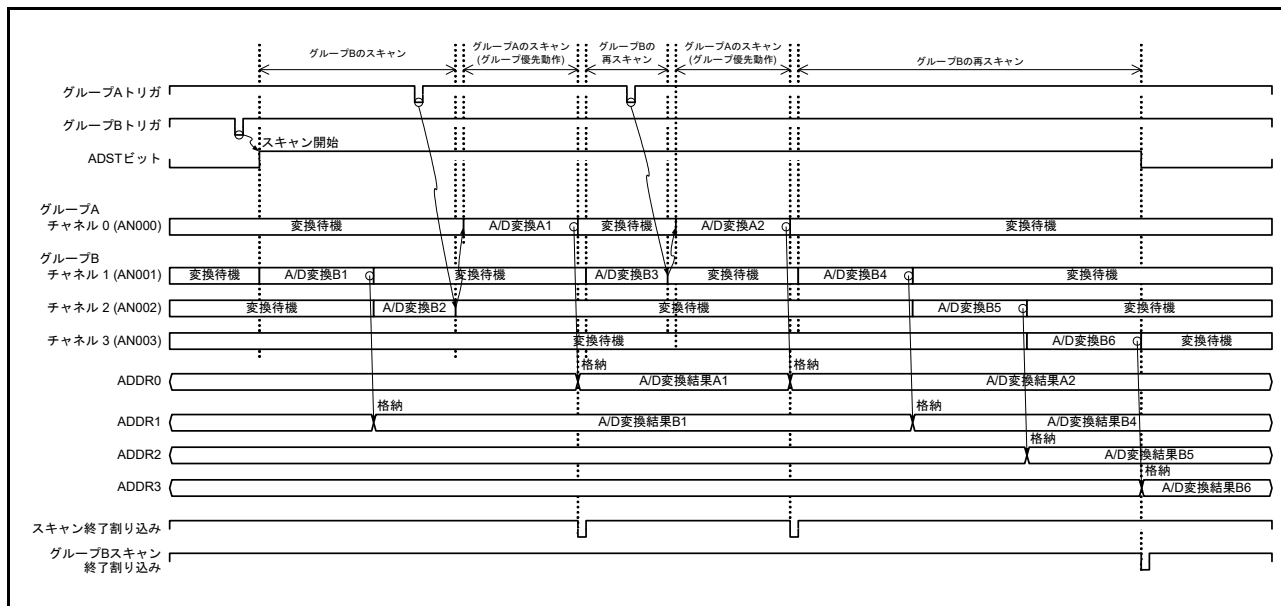 グループBのスキャン
グループAのスキャン
(グループ優先動作)
グループBの
再スキャン
グループAのスキャン
(グループ優先動作)
グループBの再スキャン
グループAトリガ
グループBトリガ
スキャン開始
ADSTビット
グループA
チャネル 0 (AN000)
変換待機 A/D変換A1 変換待機 A/D変換A2 変換待機
グループB
チャネル 1 (AN001)
変換待機 A/D変換B1 変換待機 A/D変換B3 変換待機 A/D変換B4 変換待機
チャネル 2 (AN002)
変換待機 A/D変換B2 変換待機 A/D変換B5 変換待機
チャネル 3 (AN003)
変換待機 A/D変換B6 変換待機
格納 格納
ADDR0 A/D変換結果A1 A/D変換結果A2
格納 格納
ADDR1 A/D変換結果B1 A/D変換結果B4
格納
ADDR2 A/D変換結果B5
格納
ADDR3 A/D変換結果B6
スキャン終了割り込み
グループBスキャン
終了割り込み